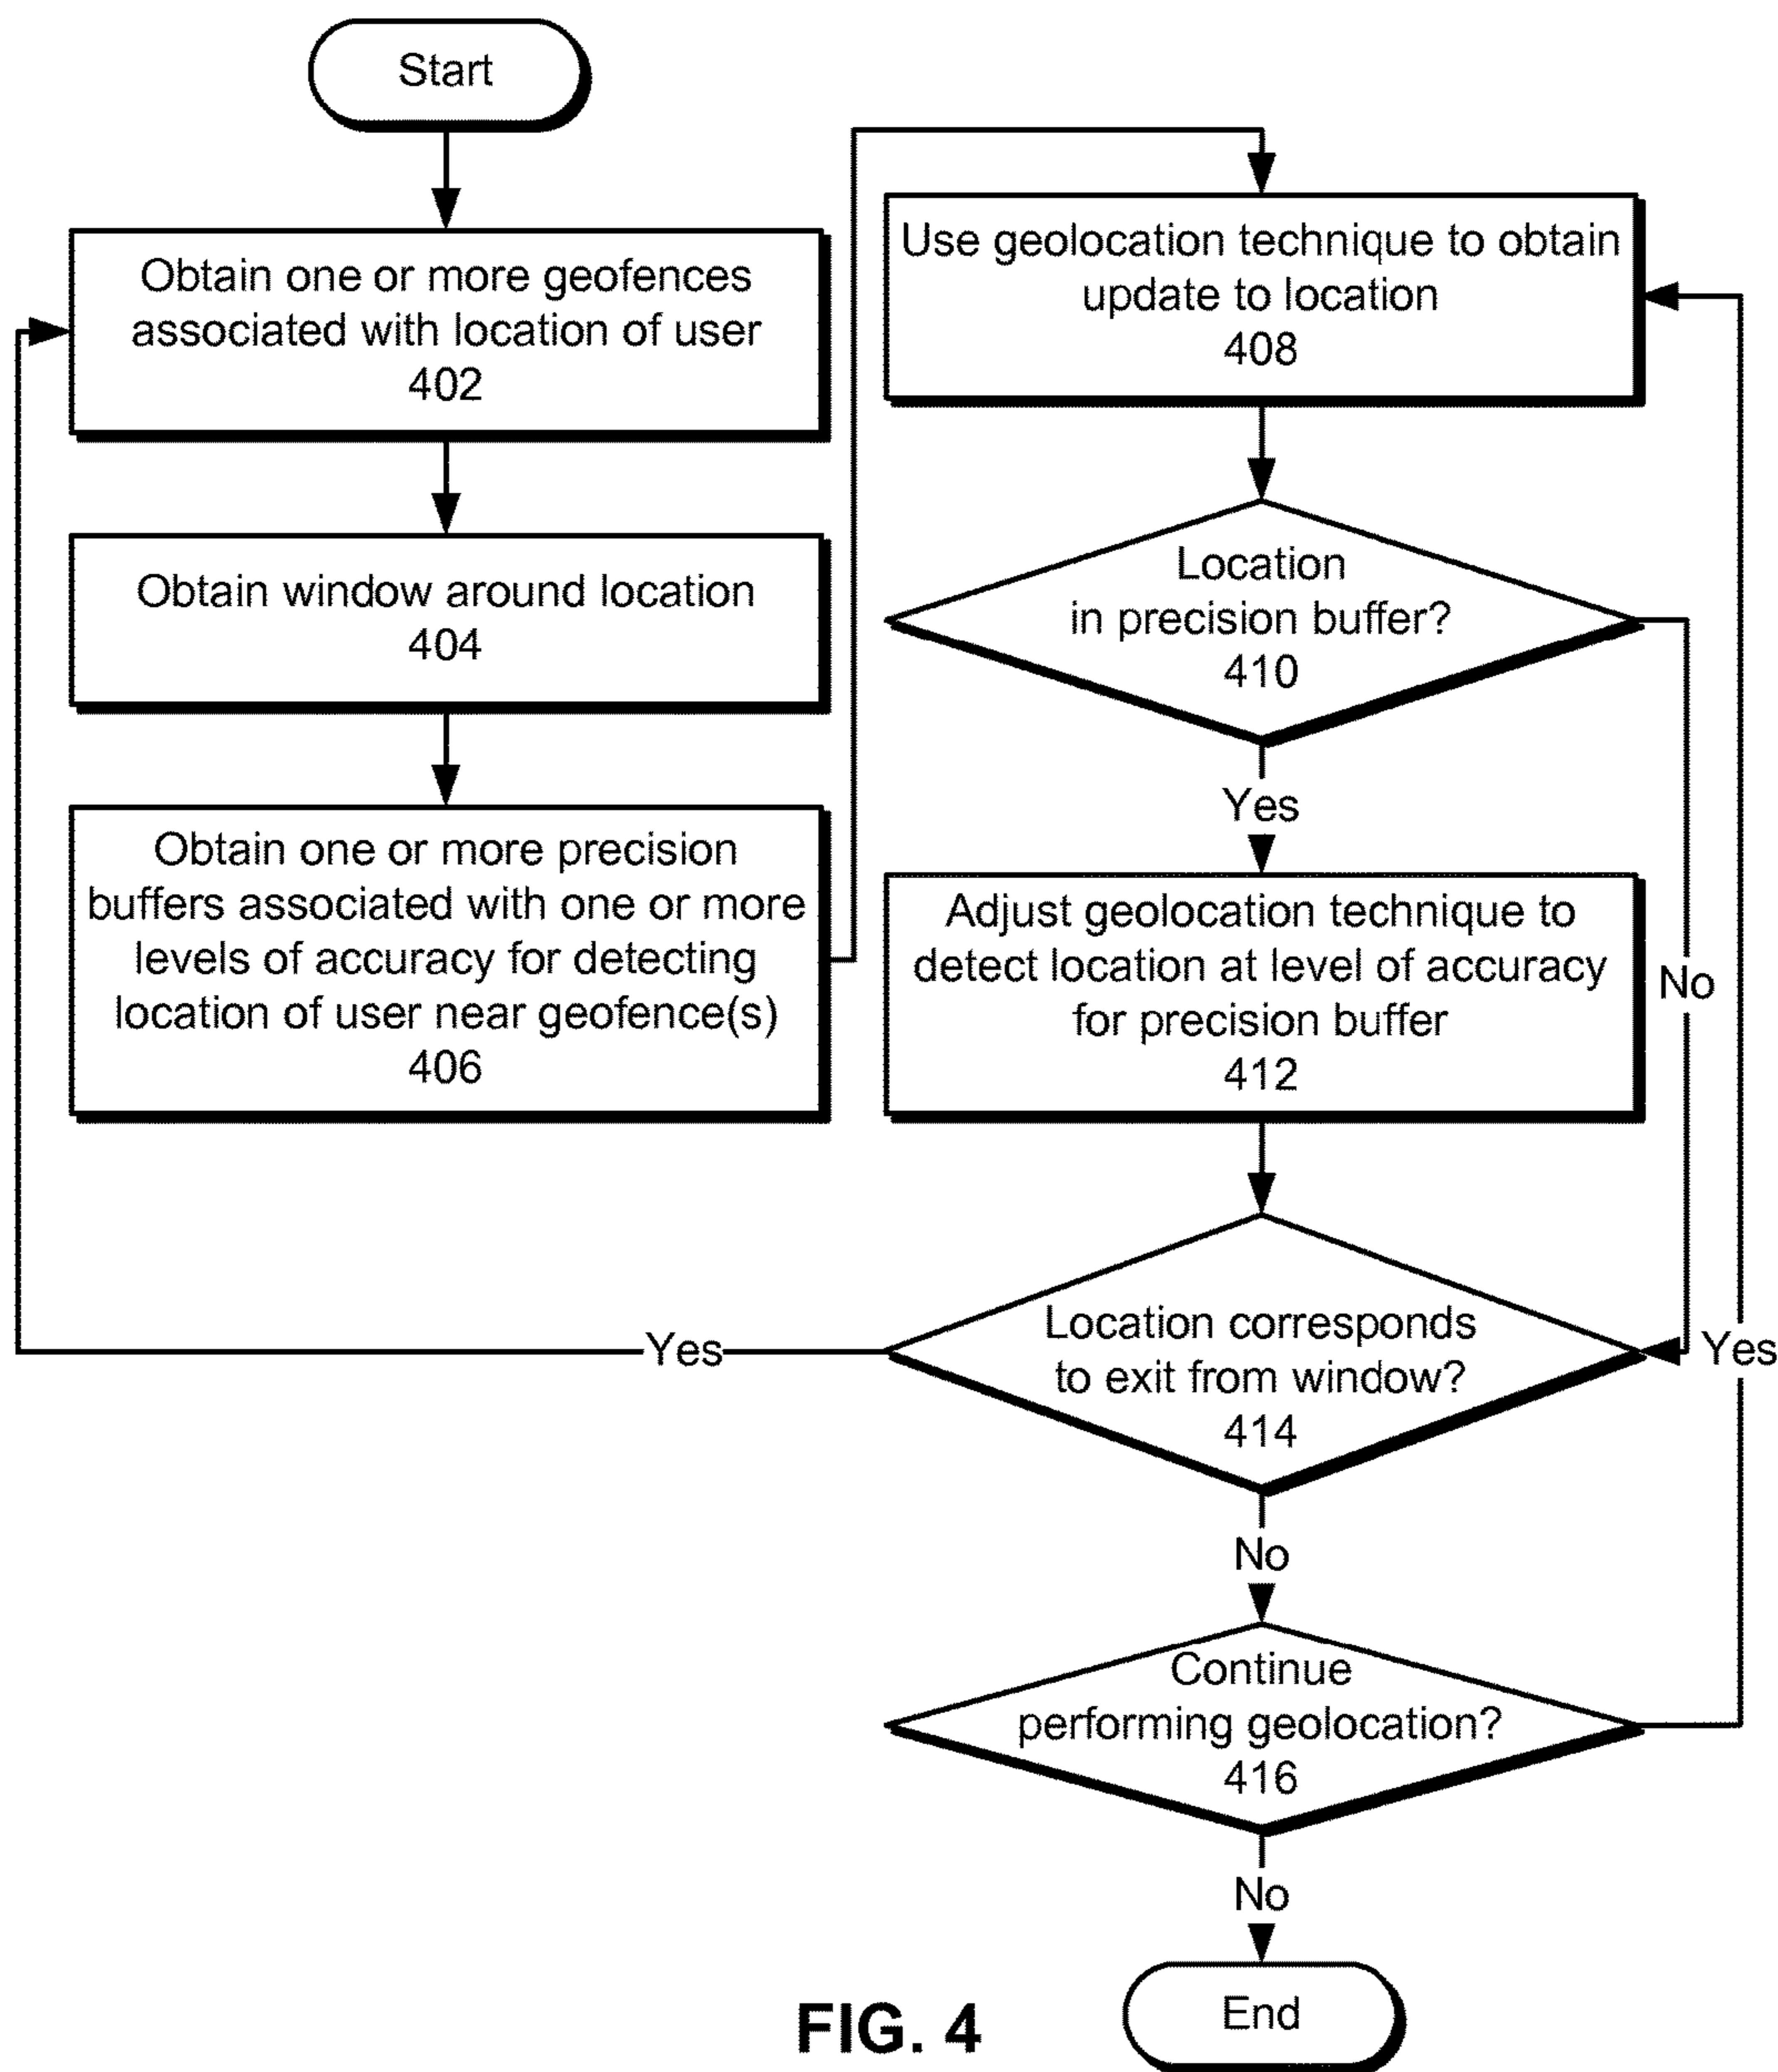 Start
Obtain one or more geofences
associated with location of user
402
Obtain window around location
404
Obtain one or more precision
buffers associated with one or more
levels of accuracy for detecting
location of user near geofence(s)
406
Use geolocation technique to obtain
update to location
408
Location
in precision buffer?
410
Yes
No
Adjust geolocation technique to
detect location at level of accuracy
for precision buffer
412
Location corresponds
to exit from window?
414
Yes
Yes
No
Continue
performing geolocation?
416
No
End
FIG. 4